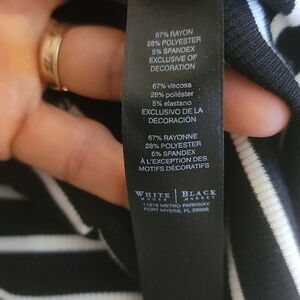 67% RAYON
28% POLYESTER
5% SPANDEX
EXCLUSIVE OF
DECORATION
67% viscosa
28% poliéster
5% elastano
EXCLUSIVO DE LA
DECORACIÓN
67% RAYONNE
28% POLYESTER
5% SPANDEX
À L'EXCEPTION DES
MOTIFS DÉCORATIFS
WHITE | BLACK
HOUSE | MARKET
11215 METRO PARKWAY
FORT MYERS, FL 33966